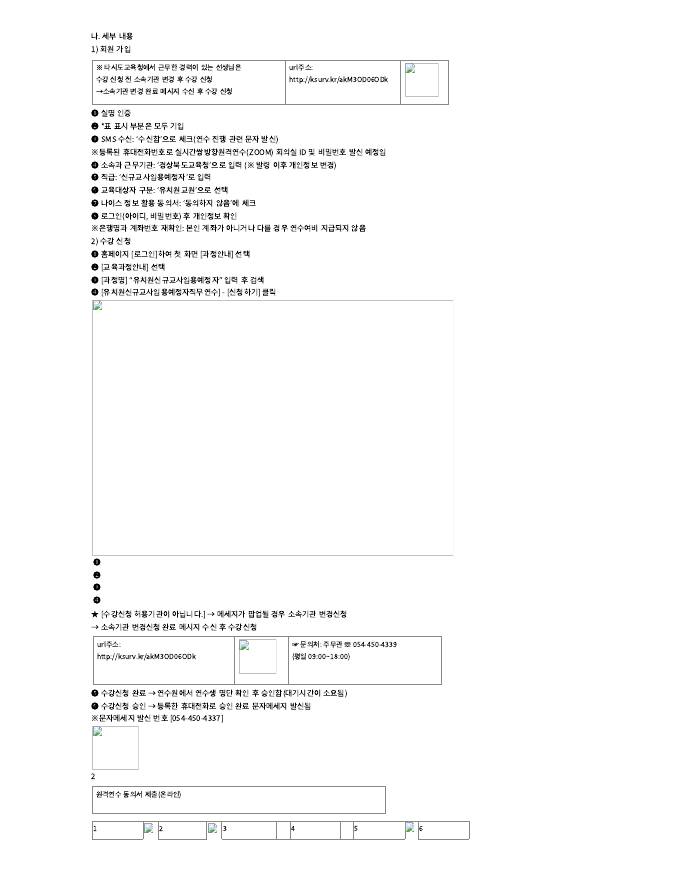 나. 세부 내용
1) 회원 가입
※ 타시도교육청에서 근무한 경력이 있는 선생님은
수강 신청 전 소속기관 변경 후 수강 신청
→소속기관 변경 완료 메시지 수신 후 수강 신청
url주소:
http://ksurv.kr/akM3OD06ODk
❶ 실명 인증
❷ *표 표시 부분은 모두 기입
❸ SMS 수신: ‘수신함’으로 체크(연수 진행 관련 문자 발신)
※등록된 휴대전화번호로 실시간쌍방향원격연수(ZOOM) 회의실 ID 및 비밀번호 발신 예정임
❹ 소속과 근무기관: ‘경상북도교육청’으로 입력 (※ 발령 이후 개인정보 변경)
❺ 직급: ‘신규교사임용예정자’로 입력
❻ 교육대상자 구분: ‘유치원교원’으로 선택
❼ 나이스 정보 활용 동의서: ‘동의하지 않음’에 체크
❽ 로그인(아이디, 비밀번호) 후 개인정보 확인
※은행명과 계좌번호 재확인: 본인 계좌가 아니거나 다를 경우 연수여비 지급되지 않음
2) 수강 신청
❶ 홈페이지 [로그인]하여 첫 화면 [과정안내] 선택
❷ [교육과정안내] 선택
❸ [과정명] “유치원신규교사임용예정자” 입력 후 검색
❹ [유치원신규교사임용예정자직무연수] - [신청하기] 클릭
❶
❷
❸
❹
★ [수강신청 허용기관이 아닙니다.] → 메세지가 팝업될 경우 소속기관 변경신청
→ 소속기관 변경신청 완료 메시지 수신 후 수강신청
url주소:
http://ksurv.kr/akM3OD06ODk
☞ 문의처: 주무관 ☏ 054-450-4339
(평일 09:00~18:00)
❺ 수강신청 완료 → 연수원에서 연수생 명단 확인 후 승인함(대기시간이 소요됨)
❻ 수강신청 승인 → 등록한 휴대전화로 승인 완료 문자메세지 발신됨
※문자메세지 발신 번호 [054-450-4337]
2
원격연수 동의서 제출(온라인)
1 2 3 4 5 6